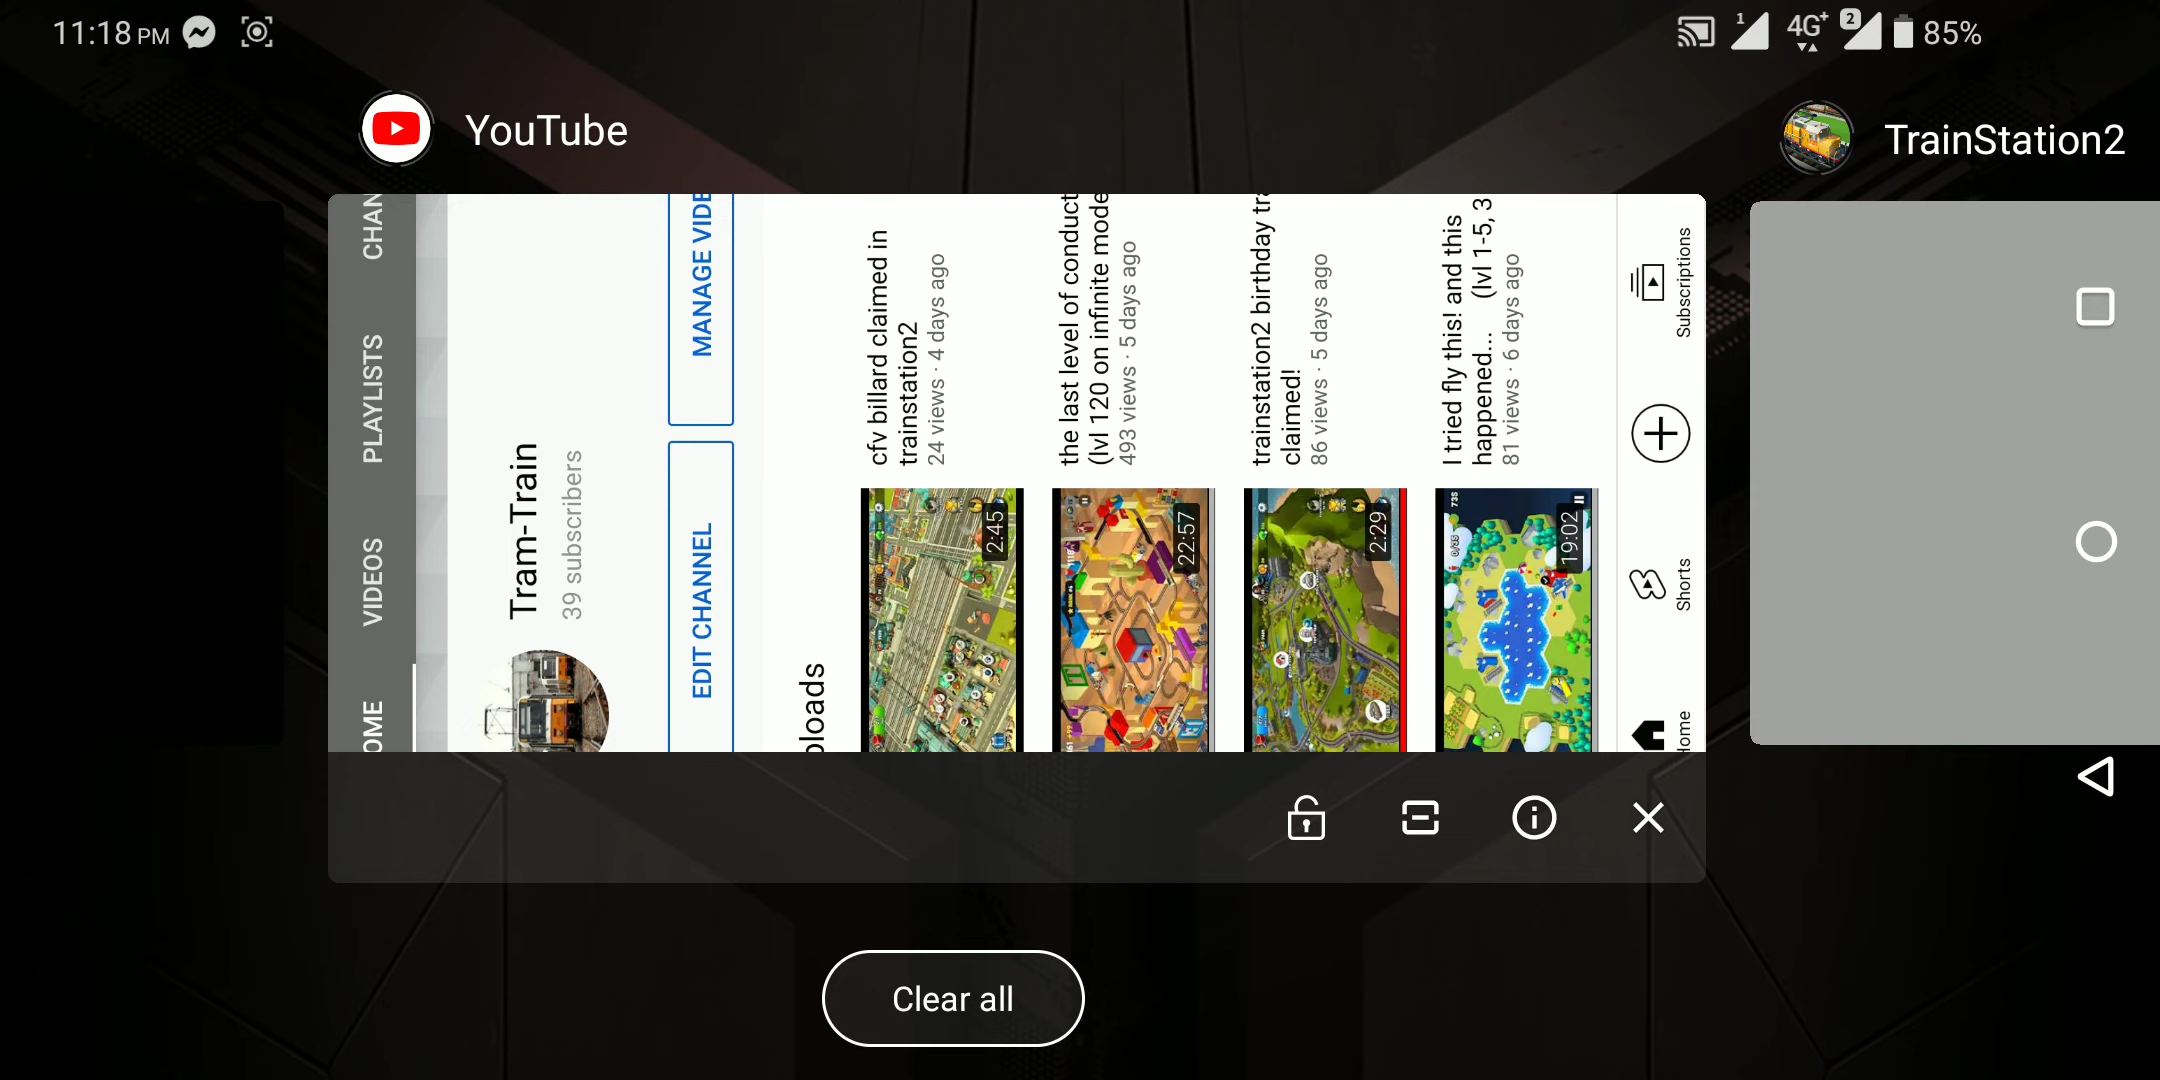 11:18 PM
1 4G+ 2 85%
YouTube
TrainStation2
OME VIDEOS PLAYLISTS CHAN
Tram-Train
39 subscribers
EDIT CHANNEL
MANAGE VIDE
ploads
2:45
cfv billard claimed in
trainstation2
24 views · 4 days ago
22:57
the last level of conduct
(lvl 120 on infinite mode
493 views · 5 days ago
2:29
trainstation2 birthday tra
claimed!
86 views · 5 days ago
19:02
I tried fly this! and this
happened... (lvl 1-5, 3
81 views · 6 days ago
Home
Shorts
Subscriptions
Clear all